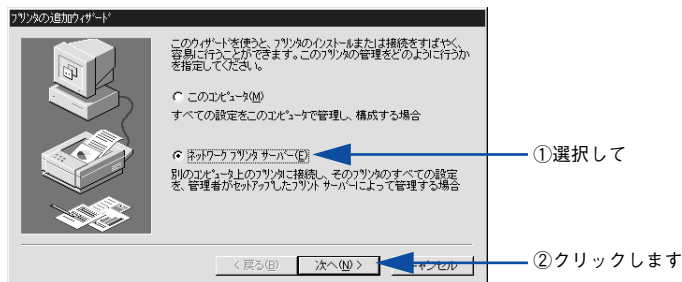 プリンタの追加ウィザード
このウィザードを使うと、プリンタのインストールまたは接続をすばやく、
容易に行うことができます。このプリンタの管理をどのように行うか
を指定してください。
このコンピュータ(M)
すべての設定をこのコンピュータで管理し、構成する場合
ネットワーク プリンタ サーバー(E)
①選択して
別のコンピュータ上のプリンタに接続し、そのプリンタのすべての設定
を、管理者がセットアップしたプリント サーバーによって管理する場合
< 戻る(B)
次へ(N) >
キャンセル
②クリックします